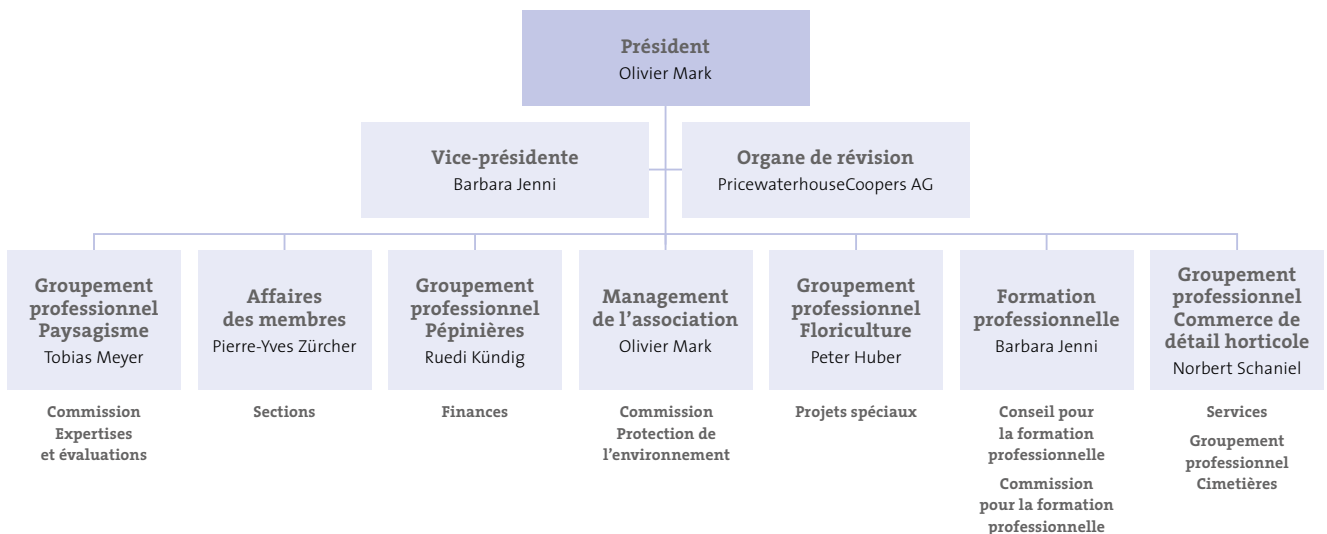 Président
Olivier Mark
Vice-présidente
Barbara Jenni
Organe de révision
PricewaterhouseCoopers AG
Groupement
professionnel
Paysagisme
Tobias Meyer
Commission
Expertises
et évaluations
Affaires
des membres
Pierre-Yves Zürcher
Sections
Groupement
professionnel
Pépinières
Ruedi Kündig
Finances
Management
de l’association
Olivier Mark
Commission
Protection de
l’environnement
Groupement
professionnel
Floriculture
Peter Huber
Projets spéciaux
Formation
professionnelle
Barbara Jenni
Conseil pour
la formation
professionnelle
Commission
pour la formation
professionnelle
Groupement
professionnel
Commerce de
détail horticole
Norbert Schaniel
Services
Groupement
professionnel
Cimetières